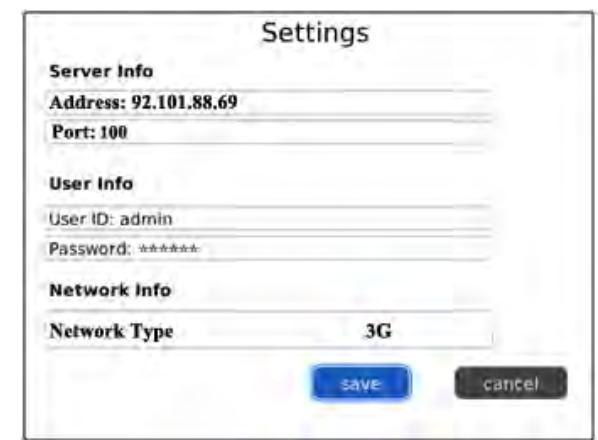 Settings
Server Info
Address: 92.101.88.69
Port: 100
User Info
User ID: admin
Password: ******
Network Info
Network Type 3G
save cancel